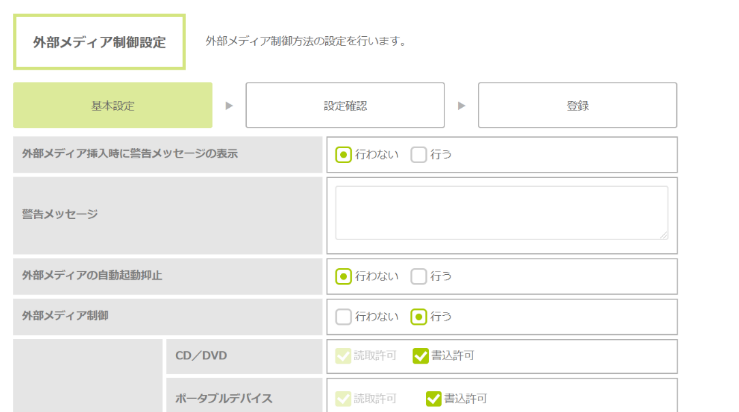 外部メディア制御設定
外部メディア制御方法の設定を行います。
基本設定 ▶ 設定確認 ▶ 登録
外部メディア挿入時に警告メッセージの表示 行わない 行う
警告メッセージ
外部メディアの自動起動抑止 行わない 行う
外部メディア制御 行わない 行う
CD／DVD 読取許可 書込許可
ポータブルデバイス 読取許可 書込許可